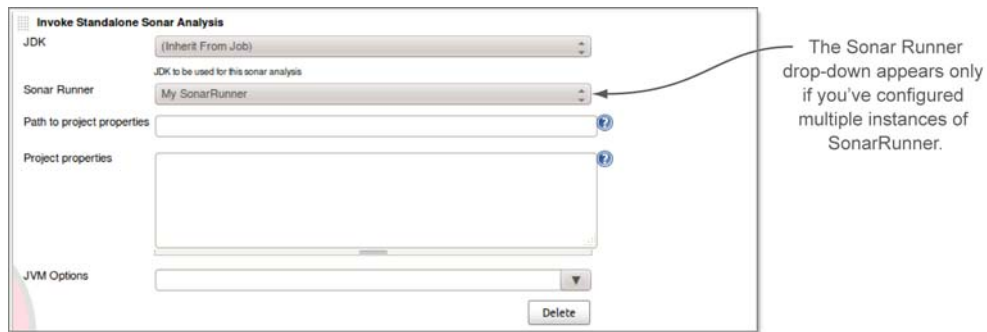 Invoke Standalone Sonar Analysis
JDK
(Inherit From Job)
JDK to be used for this sonar analysis
Sonar Runner
My SonarRunner
Path to project properties
?
Project properties
?
JVM Options
Delete
The Sonar Runner
drop-down appears only
if you've configured
multiple instances of
SonarRunner.